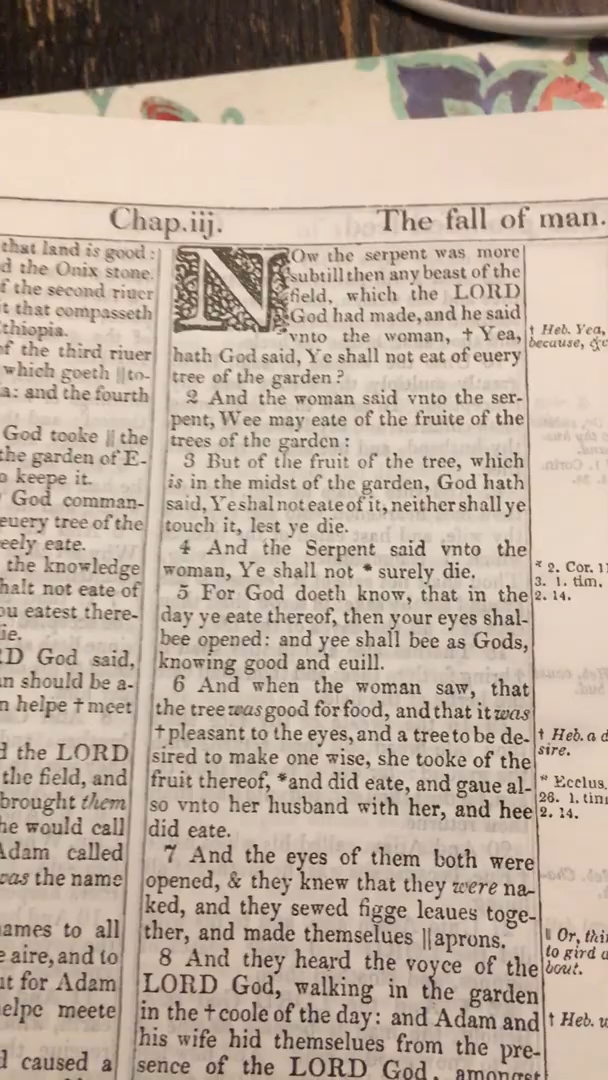 Chap.iij.
The fall of man.
that land is good:
d the Onix stone.
f the second riuer
t that compasseth
thiopia.
of the third riuer
which goeth ||to-
a: and the fourth
God tooke || the
the garden of E-
o keepe it.
God comman-
euery tree of the
eely eate.
the knowledge
halt not eate of
ou eatest there-
ie.
RD God said,
an should be a-
n helpe † meet
d the LORD
the field, and
brought them
he would call
Adam called
was the name
ames to all
e aire, and to
ut for Adam
elpe meete
d caused a
NOw the serpent was more
subtill then any beast of the
field, which the LORD
God had made, and he said
vnto the woman, † Yea,
hath God said, Ye shall not eat of euery
tree of the garden?
2 And the woman said vnto the ser-
pent, Wee may eate of the fruite of the
trees of the garden:
3 But of the fruit of the tree, which
is in the midst of the garden, God hath
said, Ye shal not eate of it, neither shall ye
touch it, lest ye die.
4 And the Serpent said vnto the
woman, Ye shall not * surely die.
5 For God doeth know, that in the
day ye eate thereof, then your eyes shal-
bee opened: and yee shall bee as Gods,
knowing good and euill.
6 And when the woman saw, that
the tree was good for food, and that it was
† pleasant to the eyes, and a tree to be de-
sired to make one wise, she tooke of the
fruit thereof, *and did eate, and gaue al-
so vnto her husband with her, and hee
did eate.
7 And the eyes of them both were
opened, & they knew that they were na-
ked, and they sewed figge leaues toge-
ther, and made themselues ||aprons.
8 And they heard the voyce of the
LORD God, walking in the garden
in the † coole of the day: and Adam and
his wife hid themselues from the pre-
sence of the LORD God, amongst
† Heb. Yea,
because, &c
* 2. Cor. 11
3. 1. tim.
2. 14.
† Heb. a d
sire.
* Ecclus.
26. 1. tim
2. 14.
|| Or, thin
to gird a
bout.
† Heb. w